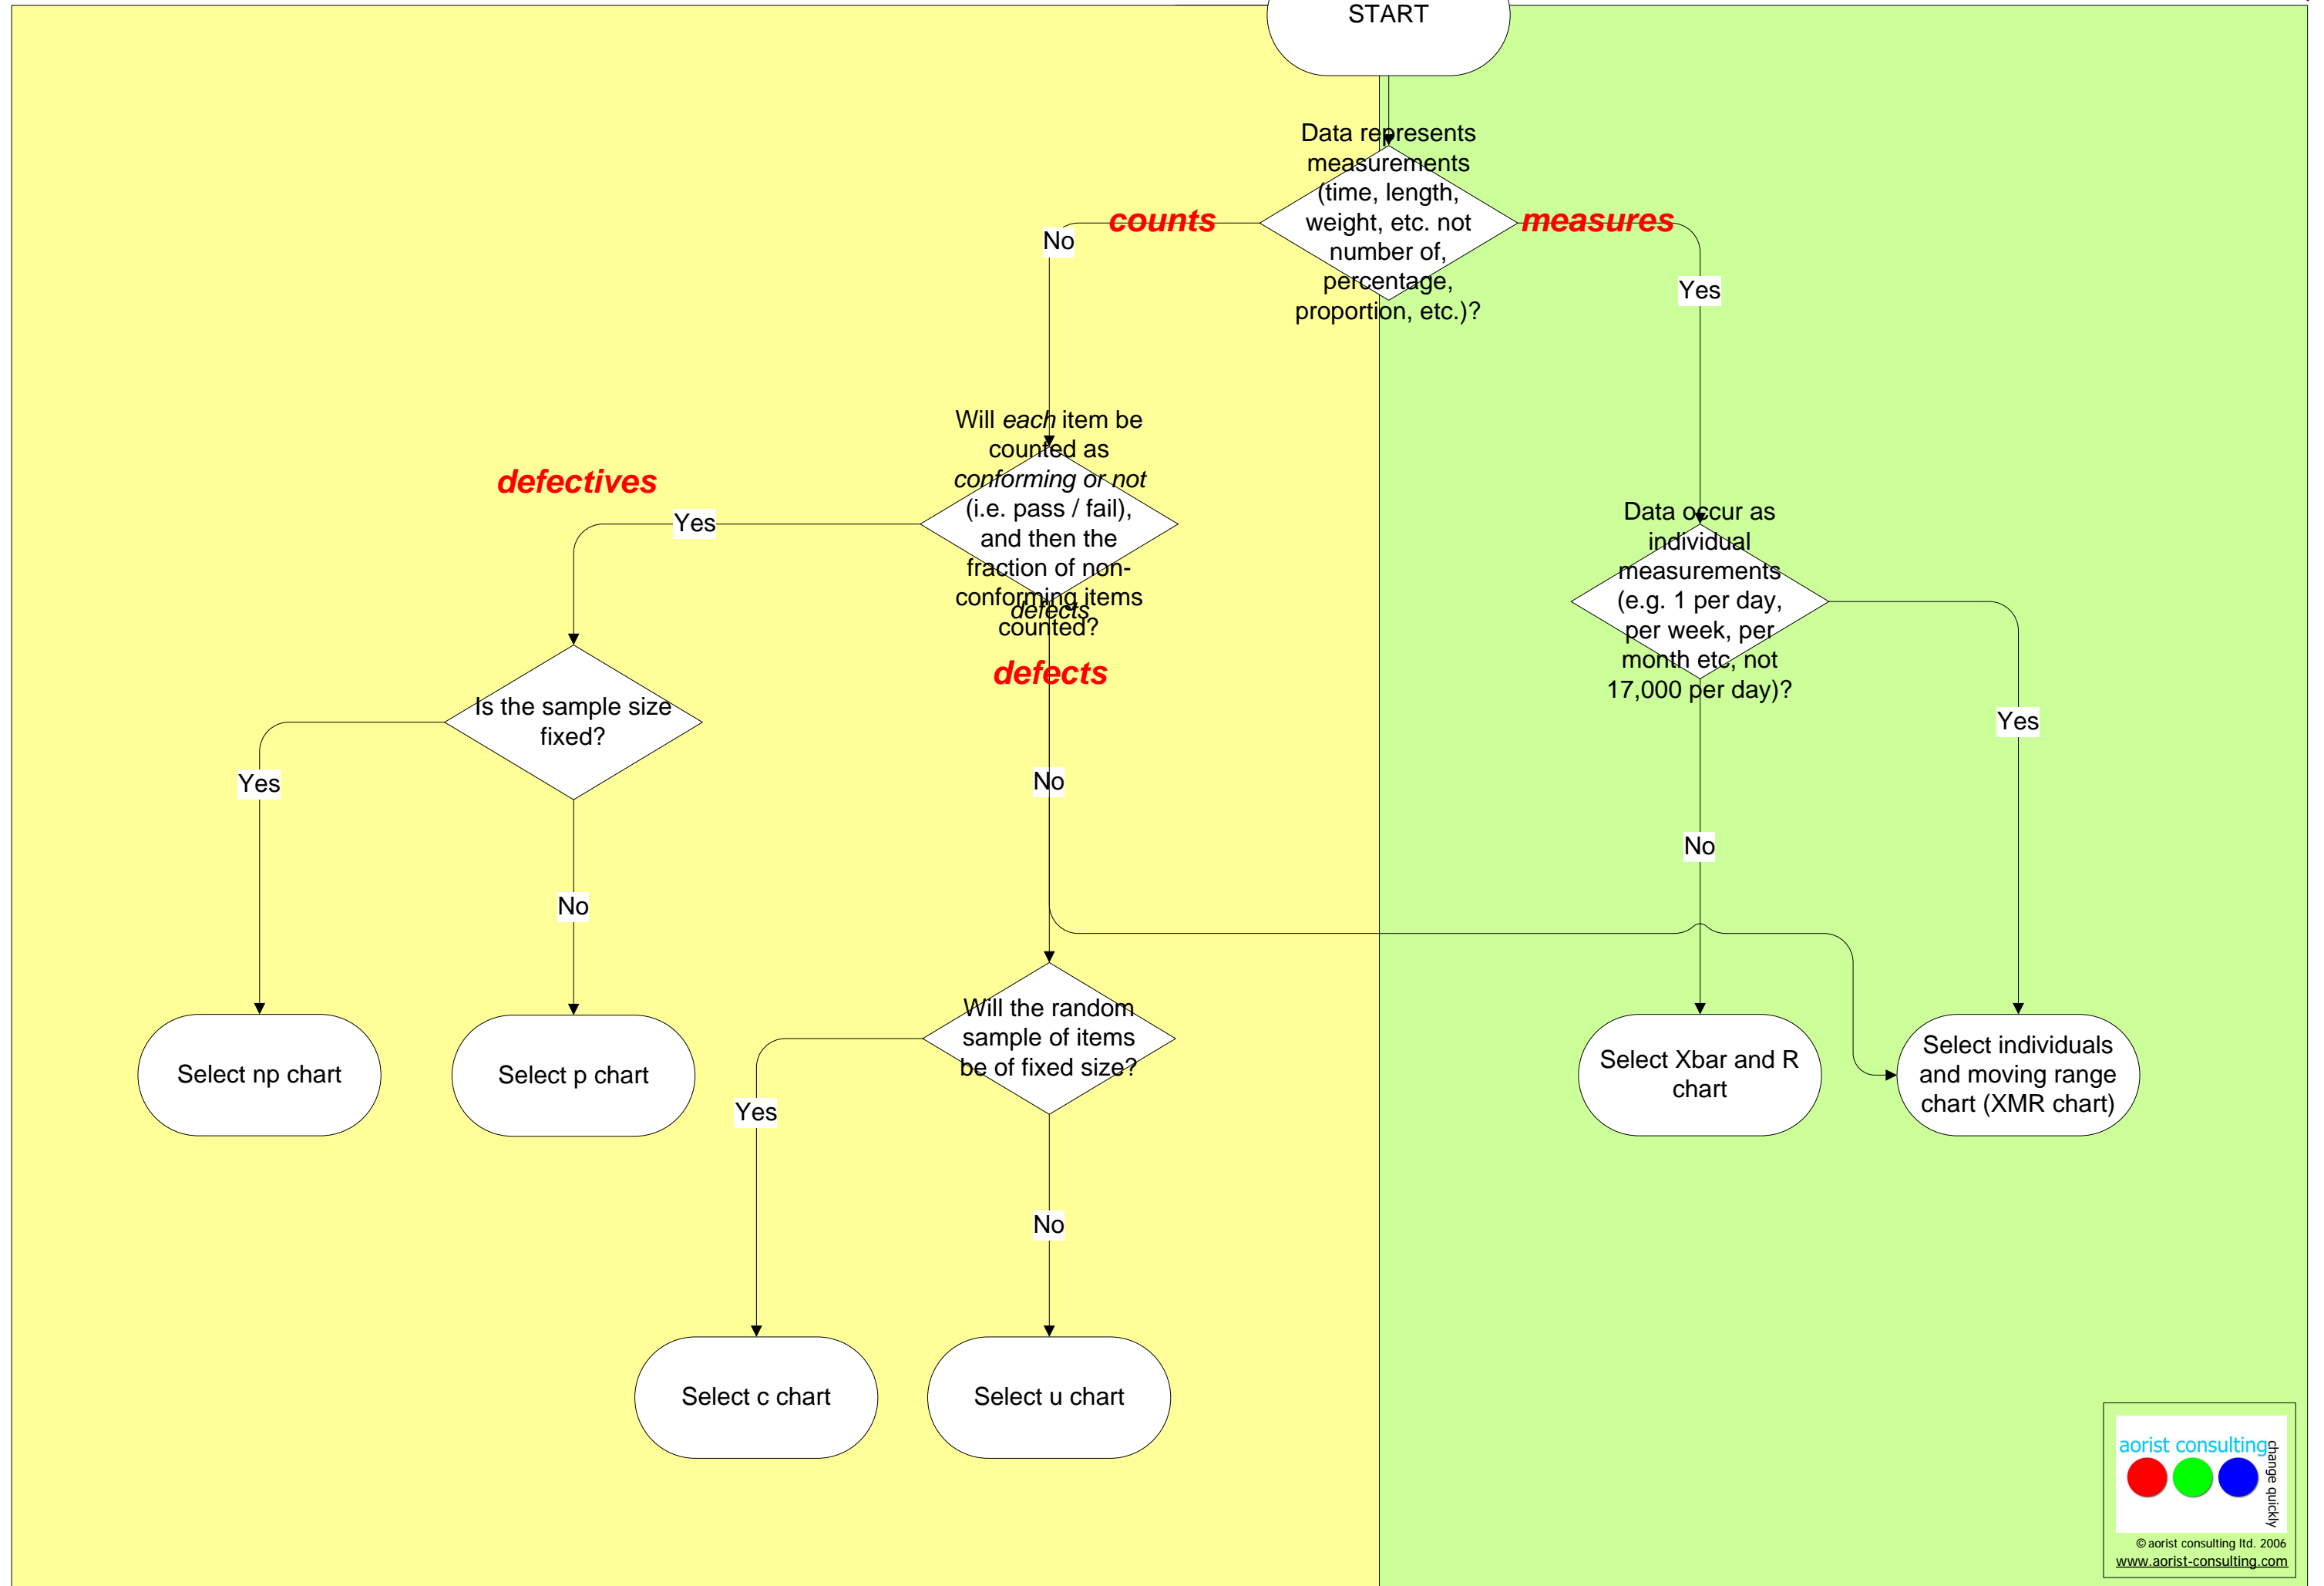 START
Data represents
measurements
(time, length,
weight, etc. not
number of,
percentage,
proportion, etc.)?
counts
measures
No
Yes
Will each item be
counted as
conforming or not
(i.e. pass / fail),
and then the
fraction of non-
conforming items
counted?
defectives
Yes
defects
defects
Data occur as
individual
measurements
(e.g. 1 per day,
per week, per
month etc, not
17,000 per day)?
Is the sample size
fixed?
Yes
No
Yes
No
No
Will the random
sample of items
be of fixed size?
Select np chart
Select p chart
Select Xbar and R
chart
Select individuals
and moving range
chart (XMR chart)
Yes
No
Select c chart
Select u chart
aorist consulting
change quickly
© aorist consulting ltd. 2006
www.aorist-consulting.com